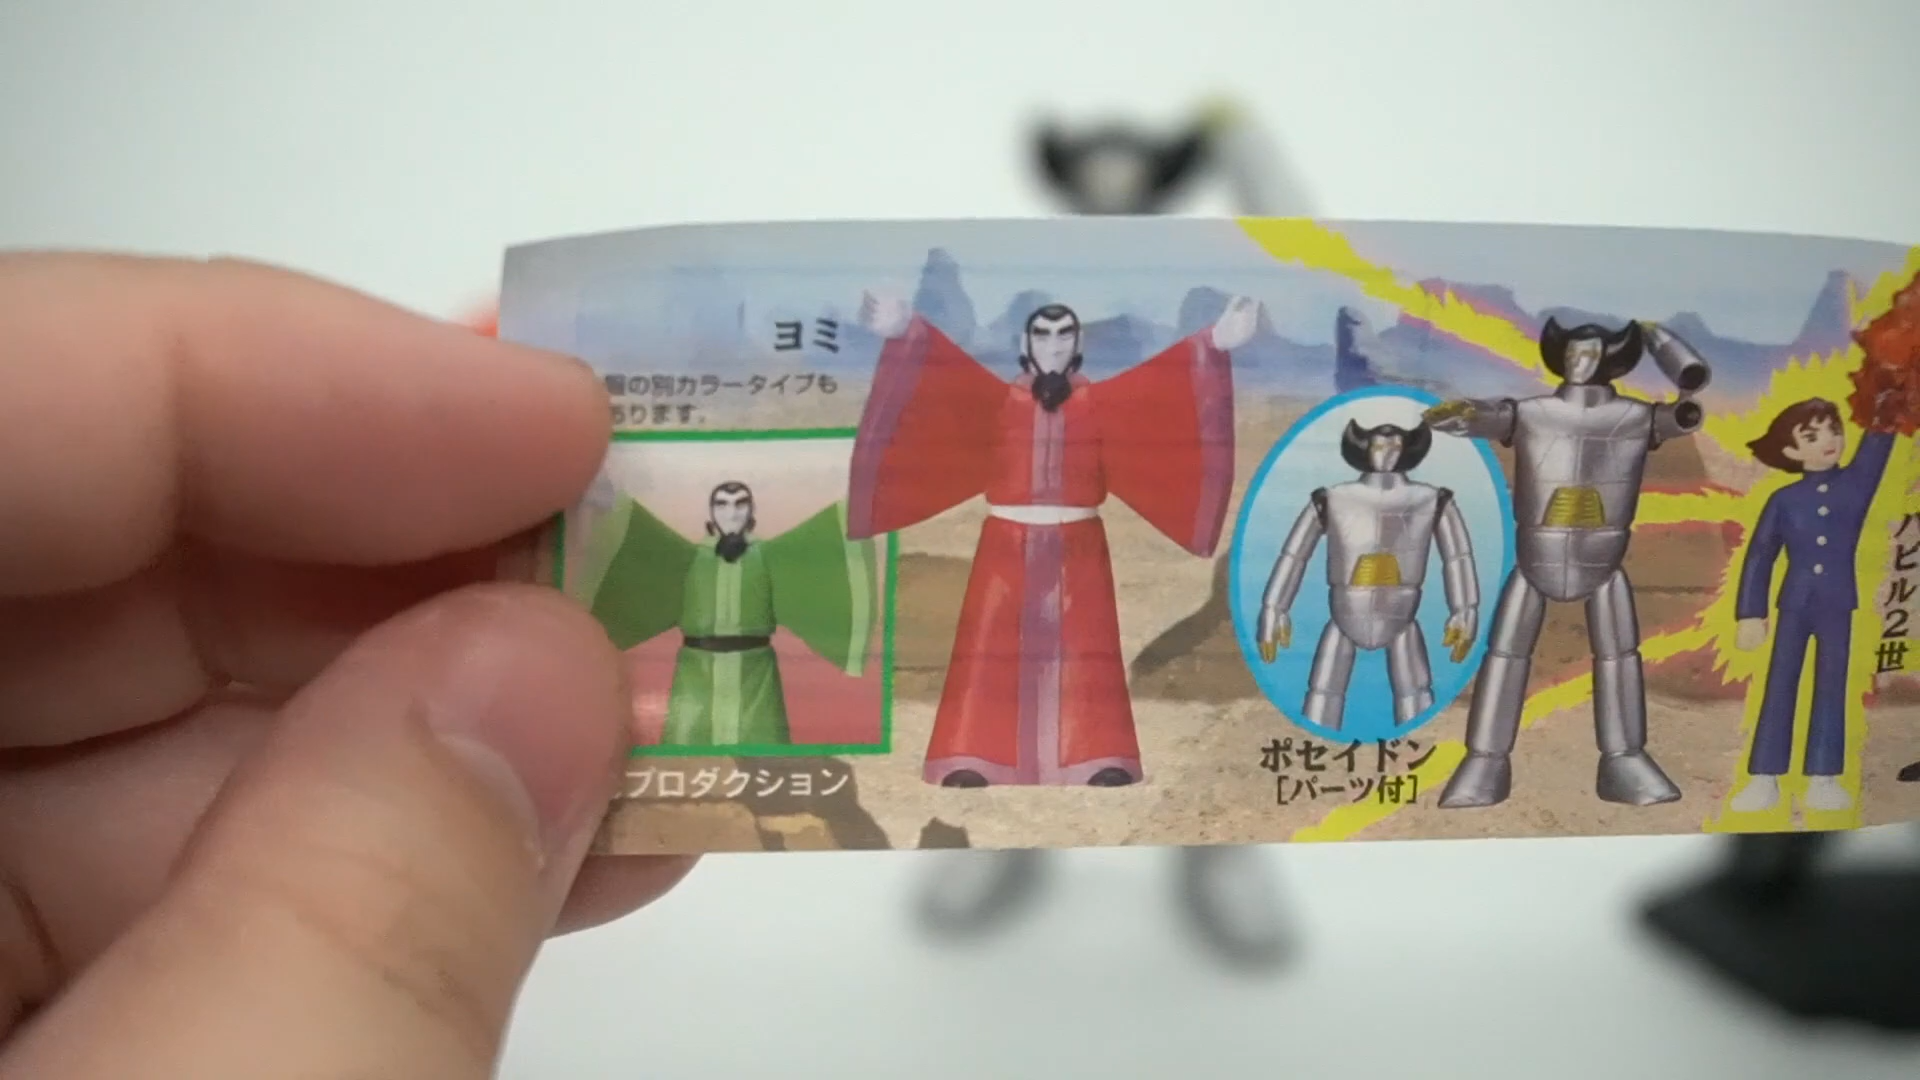 ヨミ
服の別カラータイプも
あります。
プロダクション
ポセイドン
[パーツ付]
バビル2世